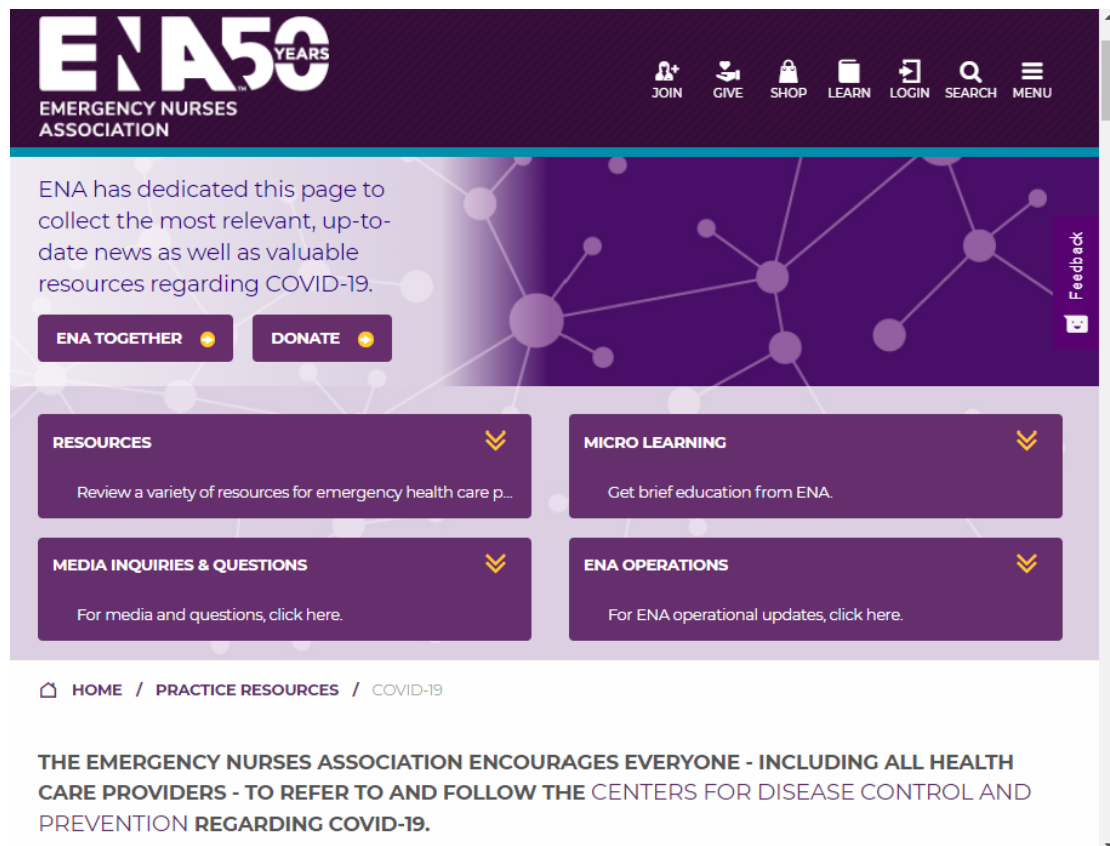 ENA50 YEARS
EMERGENCY NURSES
ASSOCIATION
JOIN GIVE SHOP LEARN LOGIN SEARCH MENU
ENA has dedicated this page to
collect the most relevant, up-to-
date news as well as valuable
resources regarding COVID-19.
ENA TOGETHER
DONATE
Feedback
RESOURCES
Review a variety of resources for emergency health care p...
MICRO LEARNING
Get brief education from ENA.
MEDIA INQUIRIES & QUESTIONS
For media and questions, click here.
ENA OPERATIONS
For ENA operational updates, click here.
HOME / PRACTICE RESOURCES / COVID-19
THE EMERGENCY NURSES ASSOCIATION ENCOURAGES EVERYONE - INCLUDING ALL HEALTH
CARE PROVIDERS - TO REFER TO AND FOLLOW THE CENTERS FOR DISEASE CONTROL AND
PREVENTION REGARDING COVID-19.